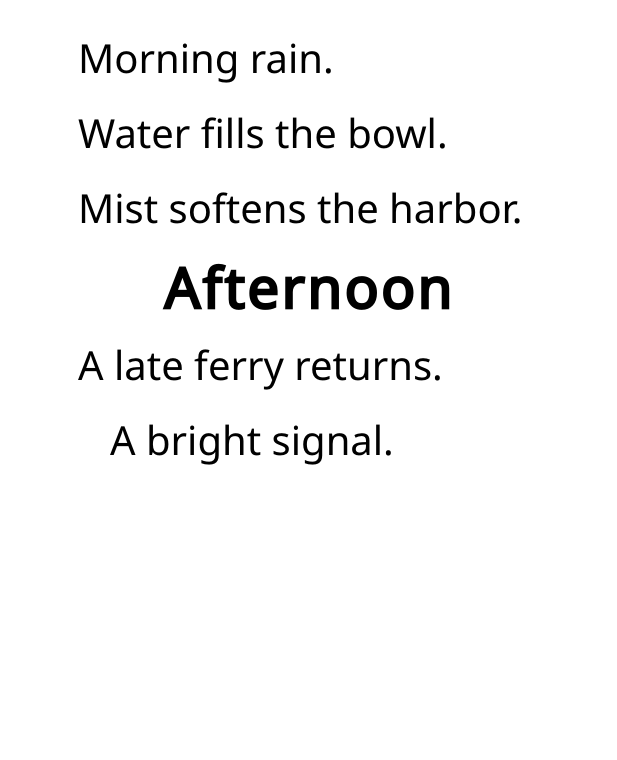 Morning rain.
Water fills the bowl.
Mist softens the harbor.
Afternoon
A late ferry returns.
A bright signal.